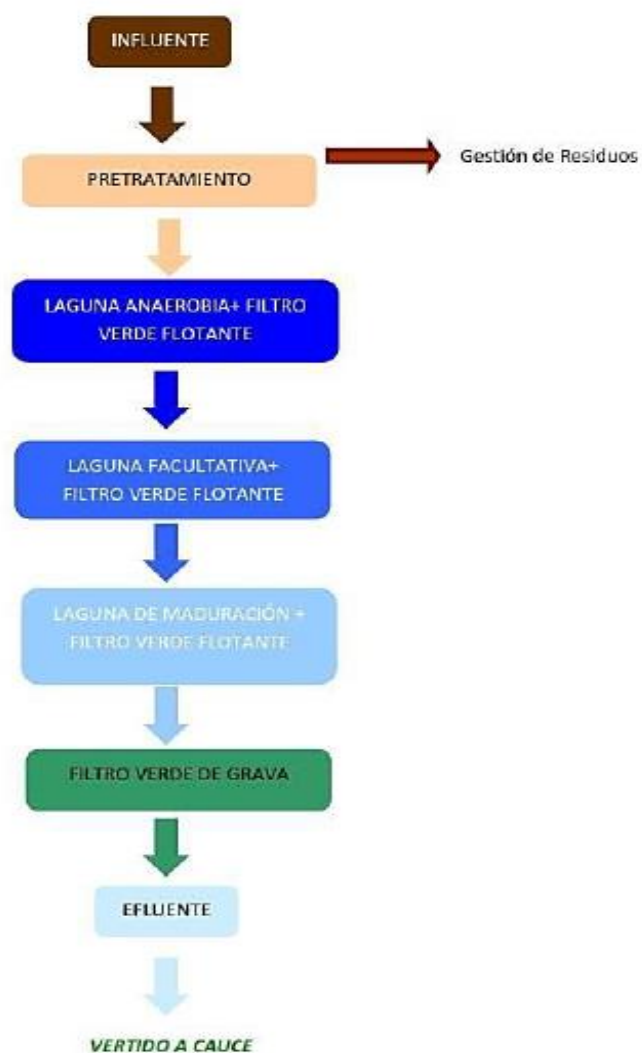 INFLUENTE
PRETRATAMIENTO
Gestión de Residuos
LAGUNA ANAEROBIA+ FILTRO
VERDE FLOTANTE
LAGUNA FACULTATIVA+
FILTRO VERDE FLOTANTE
LAGUNA DE MADURACIÓN +
FILTRO VERDE FLOTANTE
FILTRO VERDE DE GRAVA
EFLUENTE
VERTIDO A CAUCE